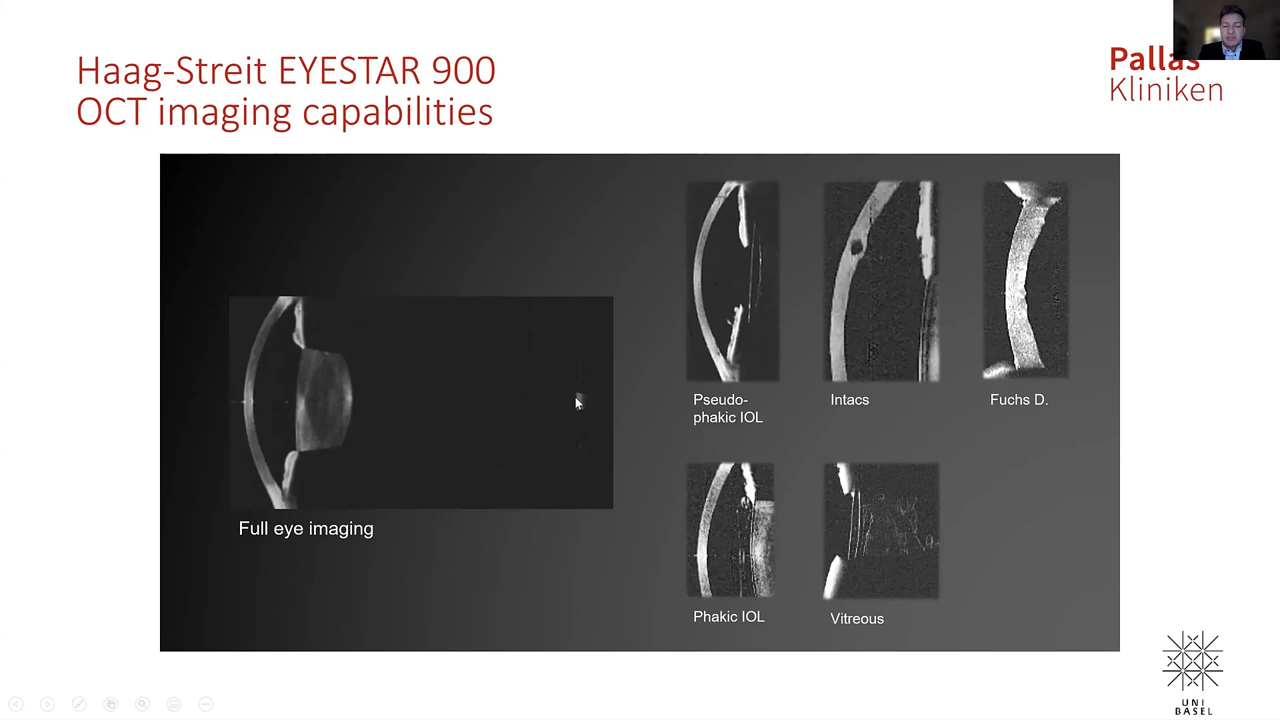 Haag-Streit EYESTAR 900
OCT imaging capabilities
Pallas
Kliniken
Pseudo-
phakic IOL
Intacs
Fuchs D.
Full eye imaging
Phakic IOL
Vitreous
UNI
BASEL